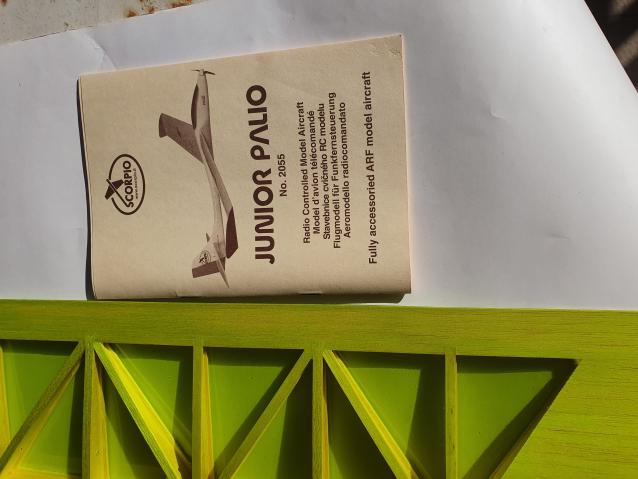 SCORPIO
JUNIOR PALIO
No. 2055
Radio Controlled Model Aircraft
Model d'avion télécomandé
Stavebnice cvičného RC modelu
Flugmodell für Funkfernsteuerung
Aeromodello radiocomandato
Fully accessoried ARF model aircraft